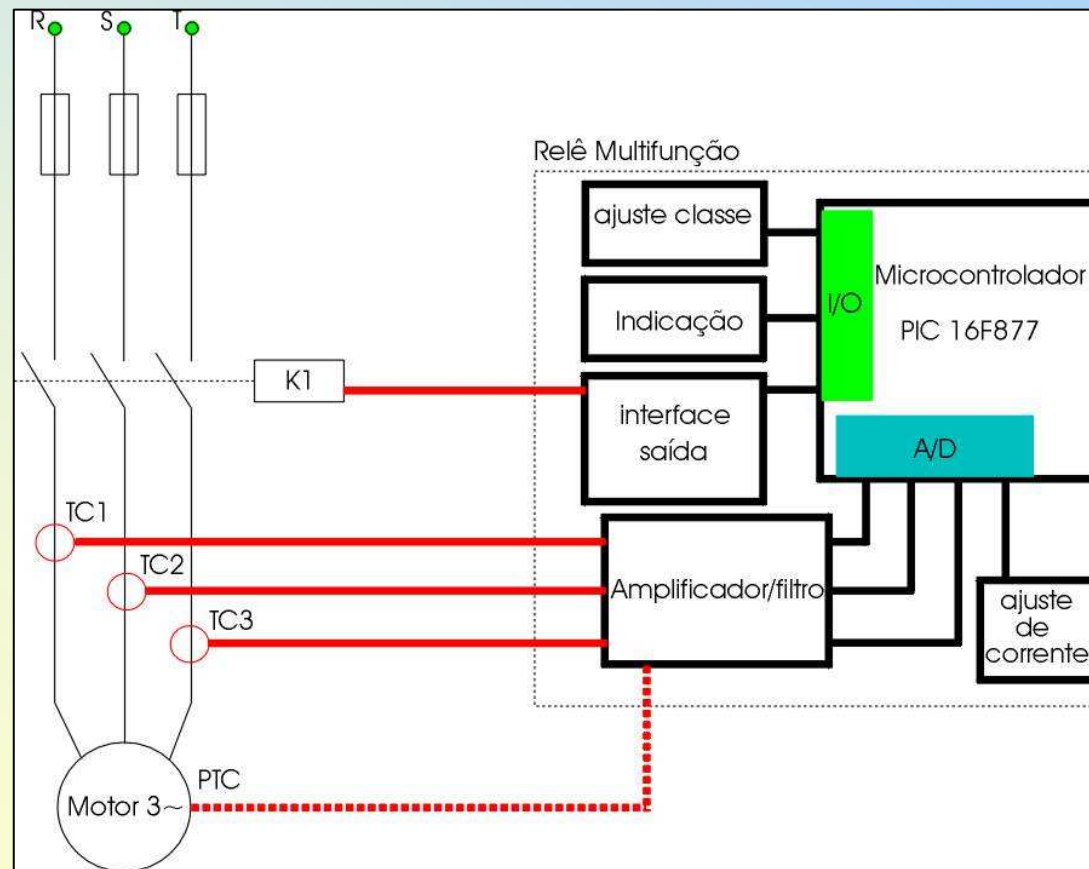 R S T
Relê Multifunção
ajuste classe
Indicação
interface
saída
I/O
Microcontrolador
PIC 16F877
A/D
K1
TC1
TC2
TC3
Amplificador/filtro
ajuste
de
corrente
PTC
Motor 3~